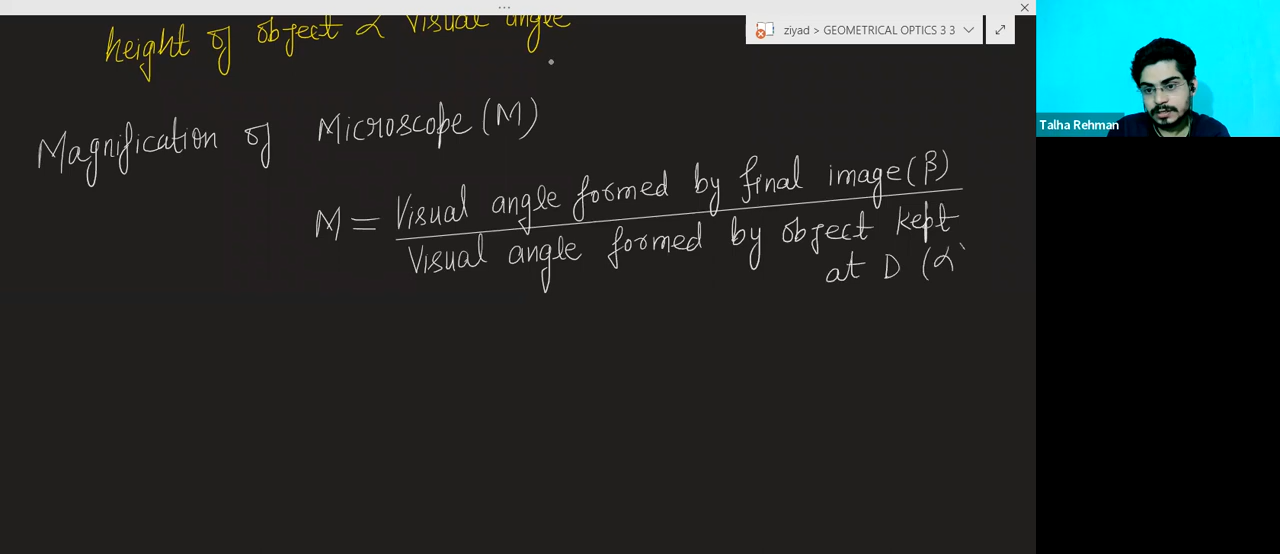 ziyad > GEOMETRICAL OPTICS 3 3
height of object ∝ visual angle
Talha Rehman
Magnification of Microscope (M)
M = Visual angle formed by final image (β)
Visual angle formed by object kept
at D (α)